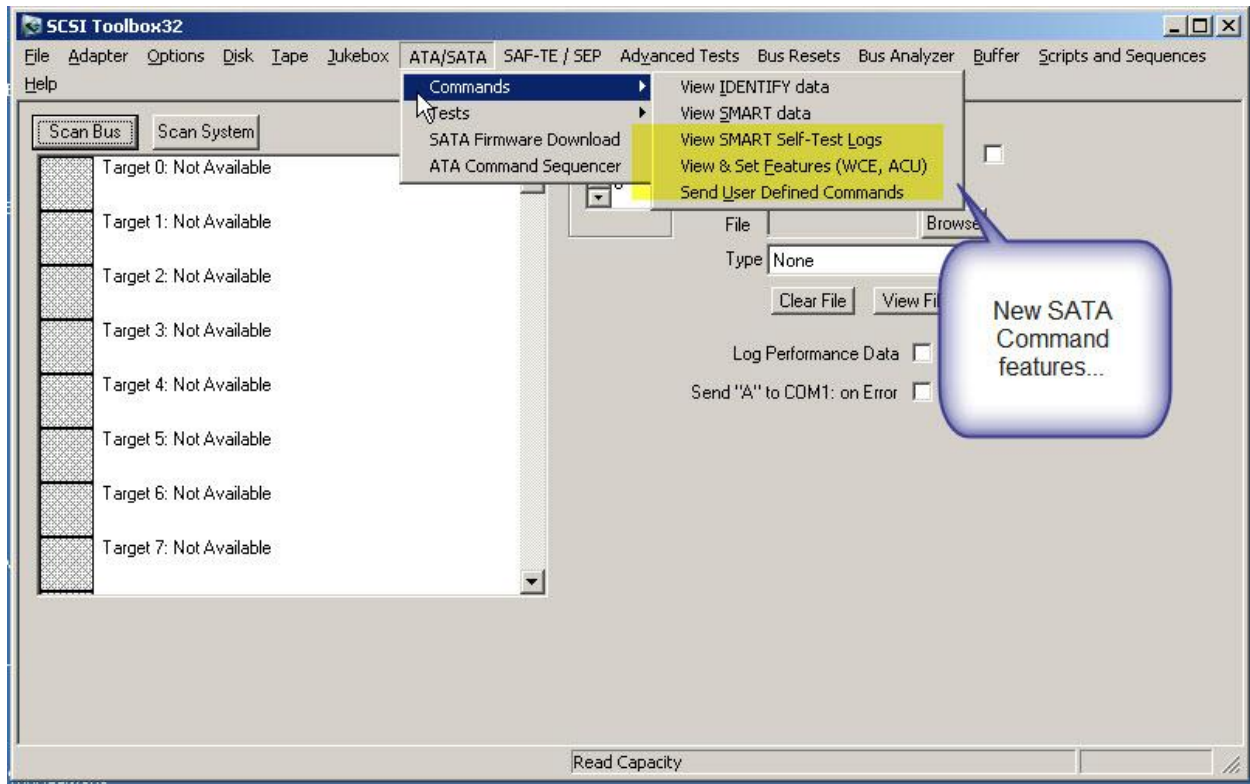 SCSI Toolbox32
File Adapter Options Disk Tape Jukebox ATA/SATA SAF-TE / SEP Advanced Tests Bus Resets Bus Analyzer Buffer Scripts and Sequences
Help
Commands
Tests
SATA Firmware Download
ATA Command Sequencer
View IDENTIFY data
View SMART data
View SMART Self-Test Logs
View & Set Features (WCE, ACU)
Send User Defined Commands
Scan Bus Scan System
Target 0: Not Available
Target 1: Not Available
Target 2: Not Available
Target 3: Not Available
Target 4: Not Available
Target 5: Not Available
Target 6: Not Available
Target 7: Not Available
File Browse
Type None
Clear File View Fi
Log Performance Data
Send "A" to COM1: on Error
New SATA
Command
features...
Read Capacity